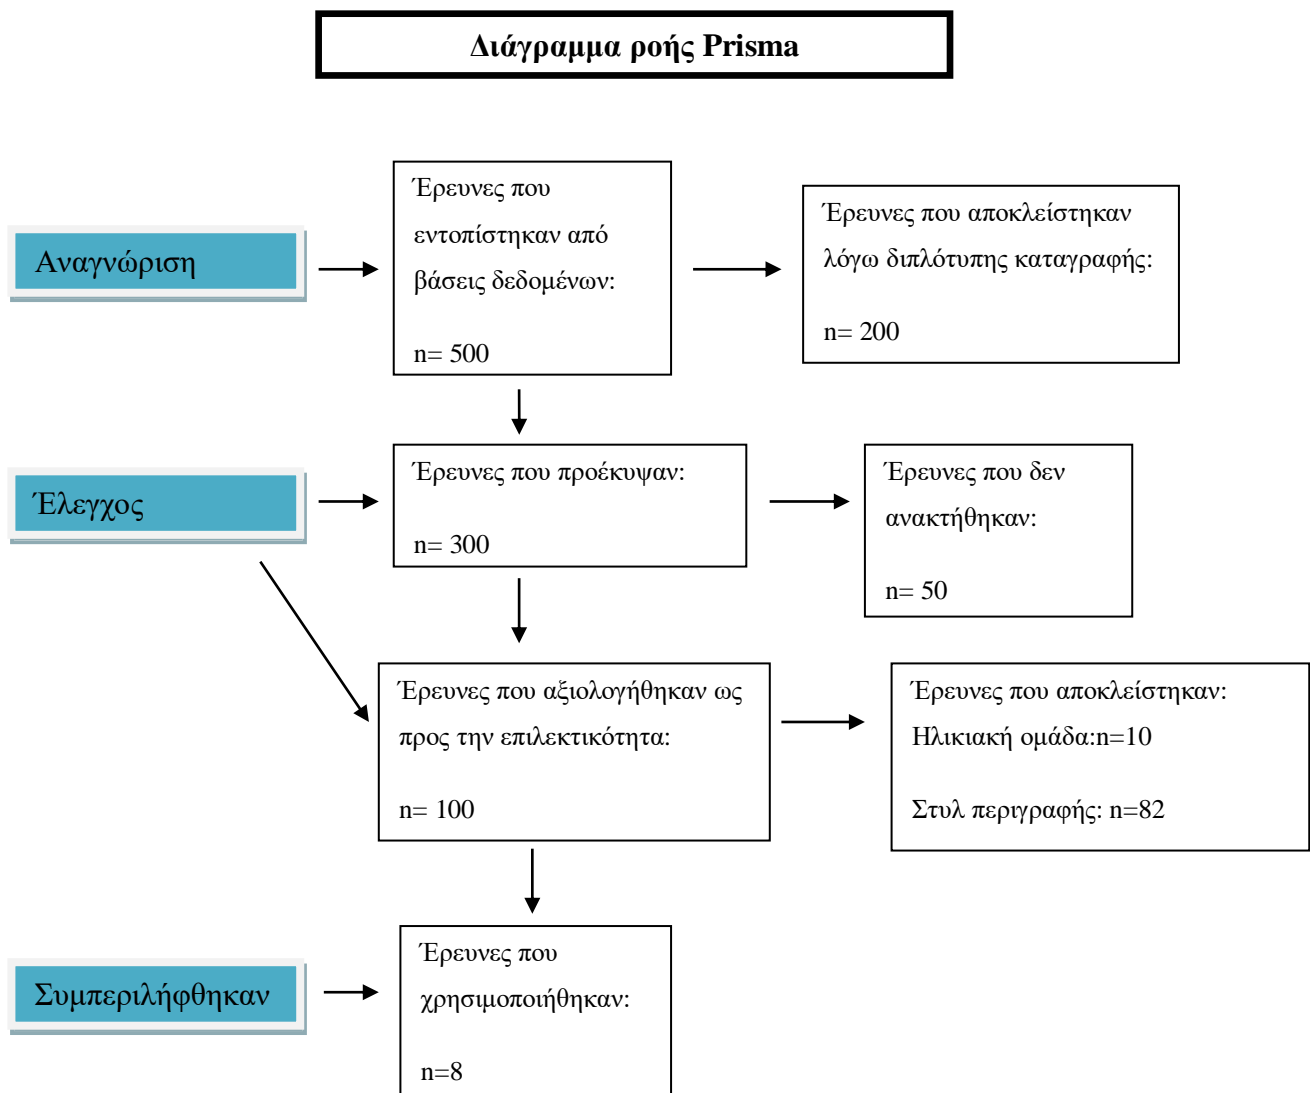 Διάγραμμα ροής Prisma
Αναγνώριση
Έρευνες που
εντοπίστηκαν από
βάσεις δεδομένων:
n= 500
Έρευνες που αποκλείστηκαν
λόγω διπλότυπης καταγραφής:
n= 200
Έλεγχος
Έρευνες που προέκυψαν:
n= 300
Έρευνες που δεν
ανακτήθηκαν:
n= 50
Έρευνες που αξιολογήθηκαν ως
προς την επιλεκτικότητα:
n= 100
Έρευνες που αποκλείστηκαν:
Ηλικιακή ομάδα:n=10
Στυλ περιγραφής: n=82
Συμπεριλήφθηκαν
Έρευνες που
χρησιμοποιήθηκαν:
n=8